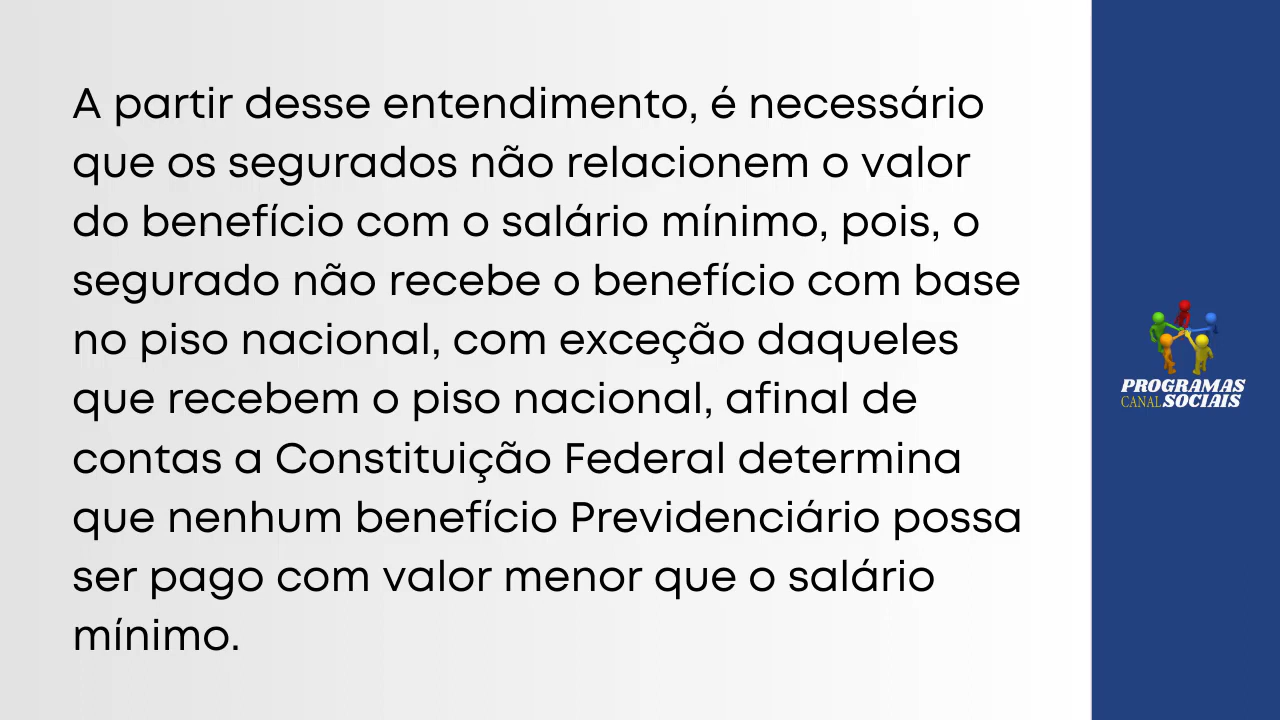 A partir desse entendimento, é necessário
que os segurados não relacionem o valor
do benefício com o salário mínimo, pois, o
segurado não recebe o benefício com base
no piso nacional, com exceção daqueles
que recebem o piso nacional, afinal de
contas a Constituição Federal determina
que nenhum benefício Previdenciário possa
ser pago com valor menor que o salário
mínimo.
PROGRAMAS
CANAL SOCIAIS